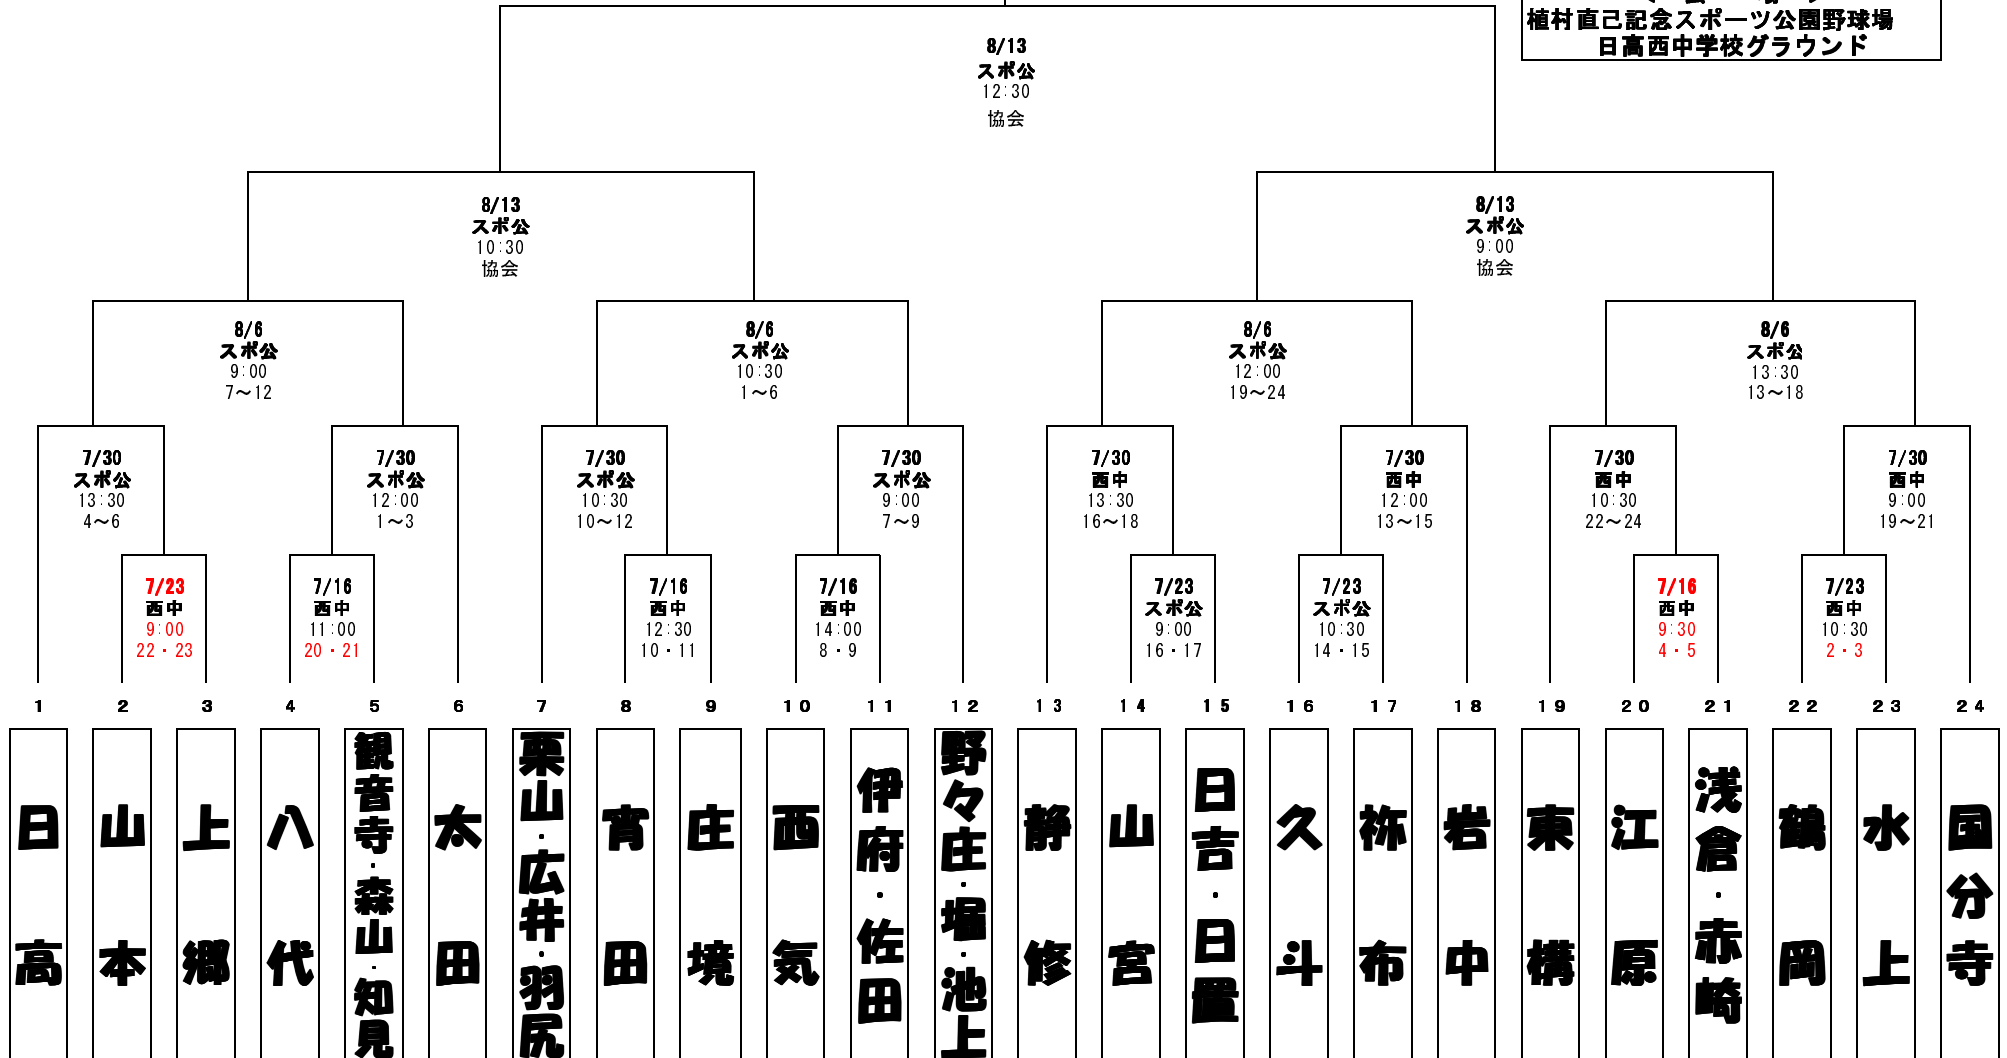 植村直己記念スポーツ公園野球場
日高西中学校グラウンド
8/13
スポ公
12:30
協会
8/13
スポ公
10:30
協会
8/13
スポ公
9:00
協会
8/6
スポ公
9:00
7～12
8/6
スポ公
10:30
1～6
8/6
スポ公
12:00
19～24
8/6
スポ公
13:30
13～18
7/30
スポ公
13:30
4～6
7/30
スポ公
12:00
1～3
7/30
スポ公
10:30
10～12
7/30
スポ公
9:00
7～9
7/30
西中
13:30
16～18
7/30
西中
12:00
13～15
7/30
西中
10:30
22～24
7/30
西中
9:00
19～21
7/23
西中
9:00
22・23
7/16
西中
11:00
20・21
7/16
西中
12:30
10・11
7/16
西中
14:00
8・9
7/23
スポ公
9:00
16・17
7/23
スポ公
10:30
14・15
7/16
西中
9:30
4・5
7/23
西中
10:30
2・3
1 2 3 4 5 6 7 8 9 10 11 12 13 14 15 16 17 18 19 20 21 22 23 24
日高
山本
上郷
八代
観音寺・森山・知見
太田
栗山・広井・羽尻
宵田
庄境
西気
伊府・佐田
野々庄・堀・池上
静修
山宮
日吉・日置
久斗
祢布
岩中
東構
江原
浅倉・赤崎
鶴岡
水上
国分寺